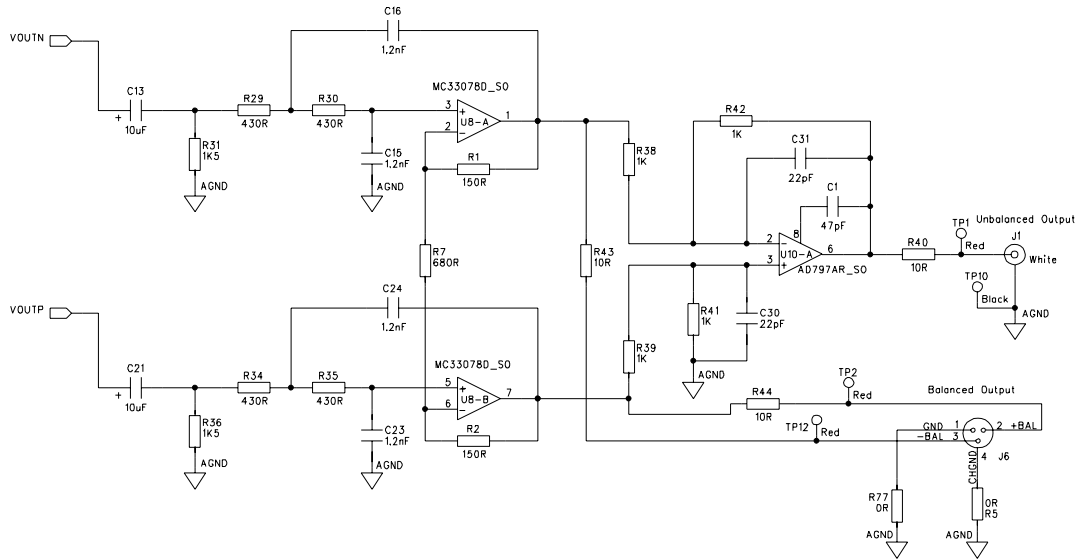 C16
1.2nF
VOUTN
MC33078D_SO
C13
+
10uF
R29
430R
R30
430R
3
+
U8-A
1
2
−
R31
1K5
AGND
C15
1.2nF
AGND
R1
150R
R42
1K
C31
22pF
R38
1K
C1
47pF
8
2
−
U10-A
6
3
+
AD797AR_SO
R40
10R
TP1
Red
Unbalanced Output
J1
White
TP10
Black
AGND
R7
680R
R43
10R
R41
1K
C30
22pF
AGND
R39
1K
VOUTP
C24
1.2nF
MC33078D_SO
C21
+
10uF
R34
430R
R35
430R
5
+
U8-B
7
6
−
R36
1K5
AGND
C23
1.2nF
AGND
R2
150R
R44
10R
TP2
Red
TP12
Red
Balanced Output
GND
1
2
+BAL
-BAL
3
4
J6
CHGND
R77
0R
AGND
0R
R5
AGND